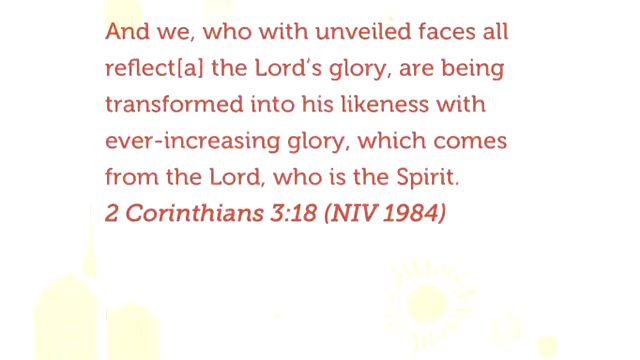 And we, who with unveiled faces all
reflect[a] the Lord's glory, are being
transformed into his likeness with
ever-increasing glory, which comes
from the Lord, who is the Spirit.
2 Corinthians 3:18 (NIV 1984)